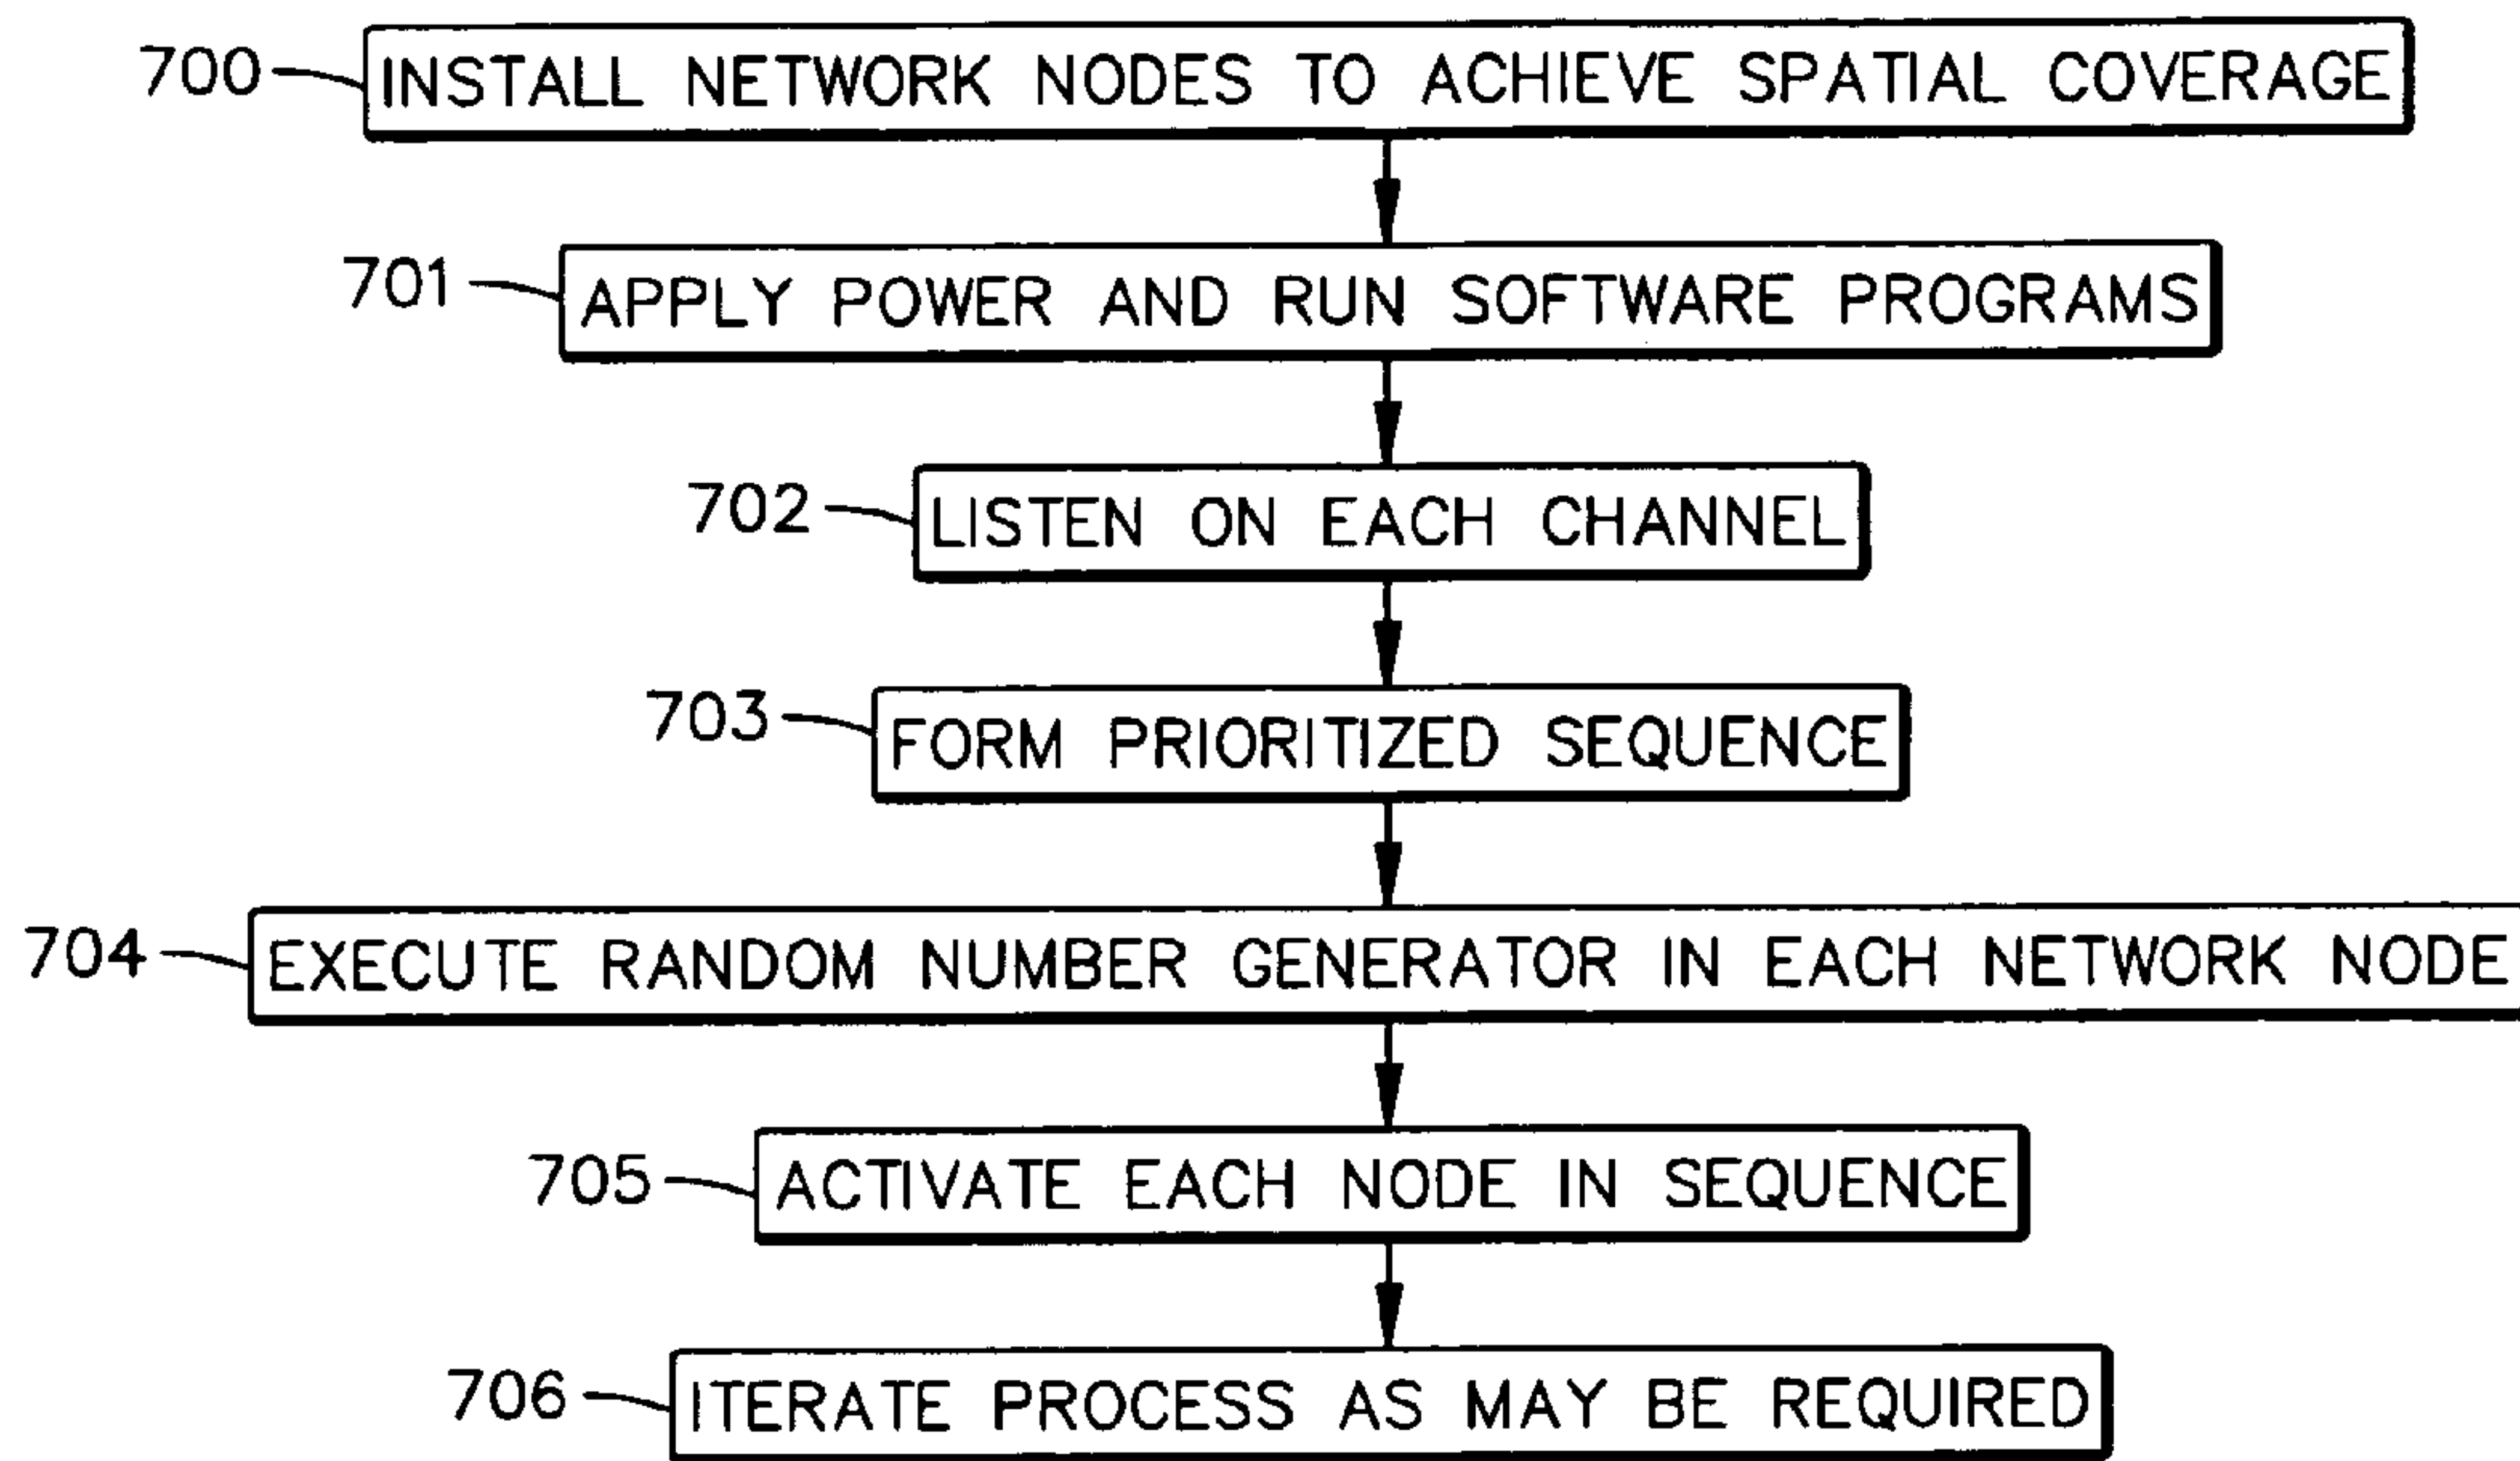 700 INSTALL NETWORK NODES TO ACHIEVE SPATIAL COVERAGE
701 APPLY POWER AND RUN SOFTWARE PROGRAMS
702 LISTEN ON EACH CHANNEL
703 FORM PRIORITIZED SEQUENCE
704 EXECUTE RANDOM NUMBER GENERATOR IN EACH NETWORK NODE
705 ACTIVATE EACH NODE IN SEQUENCE
706 ITERATE PROCESS AS MAY BE REQUIRED